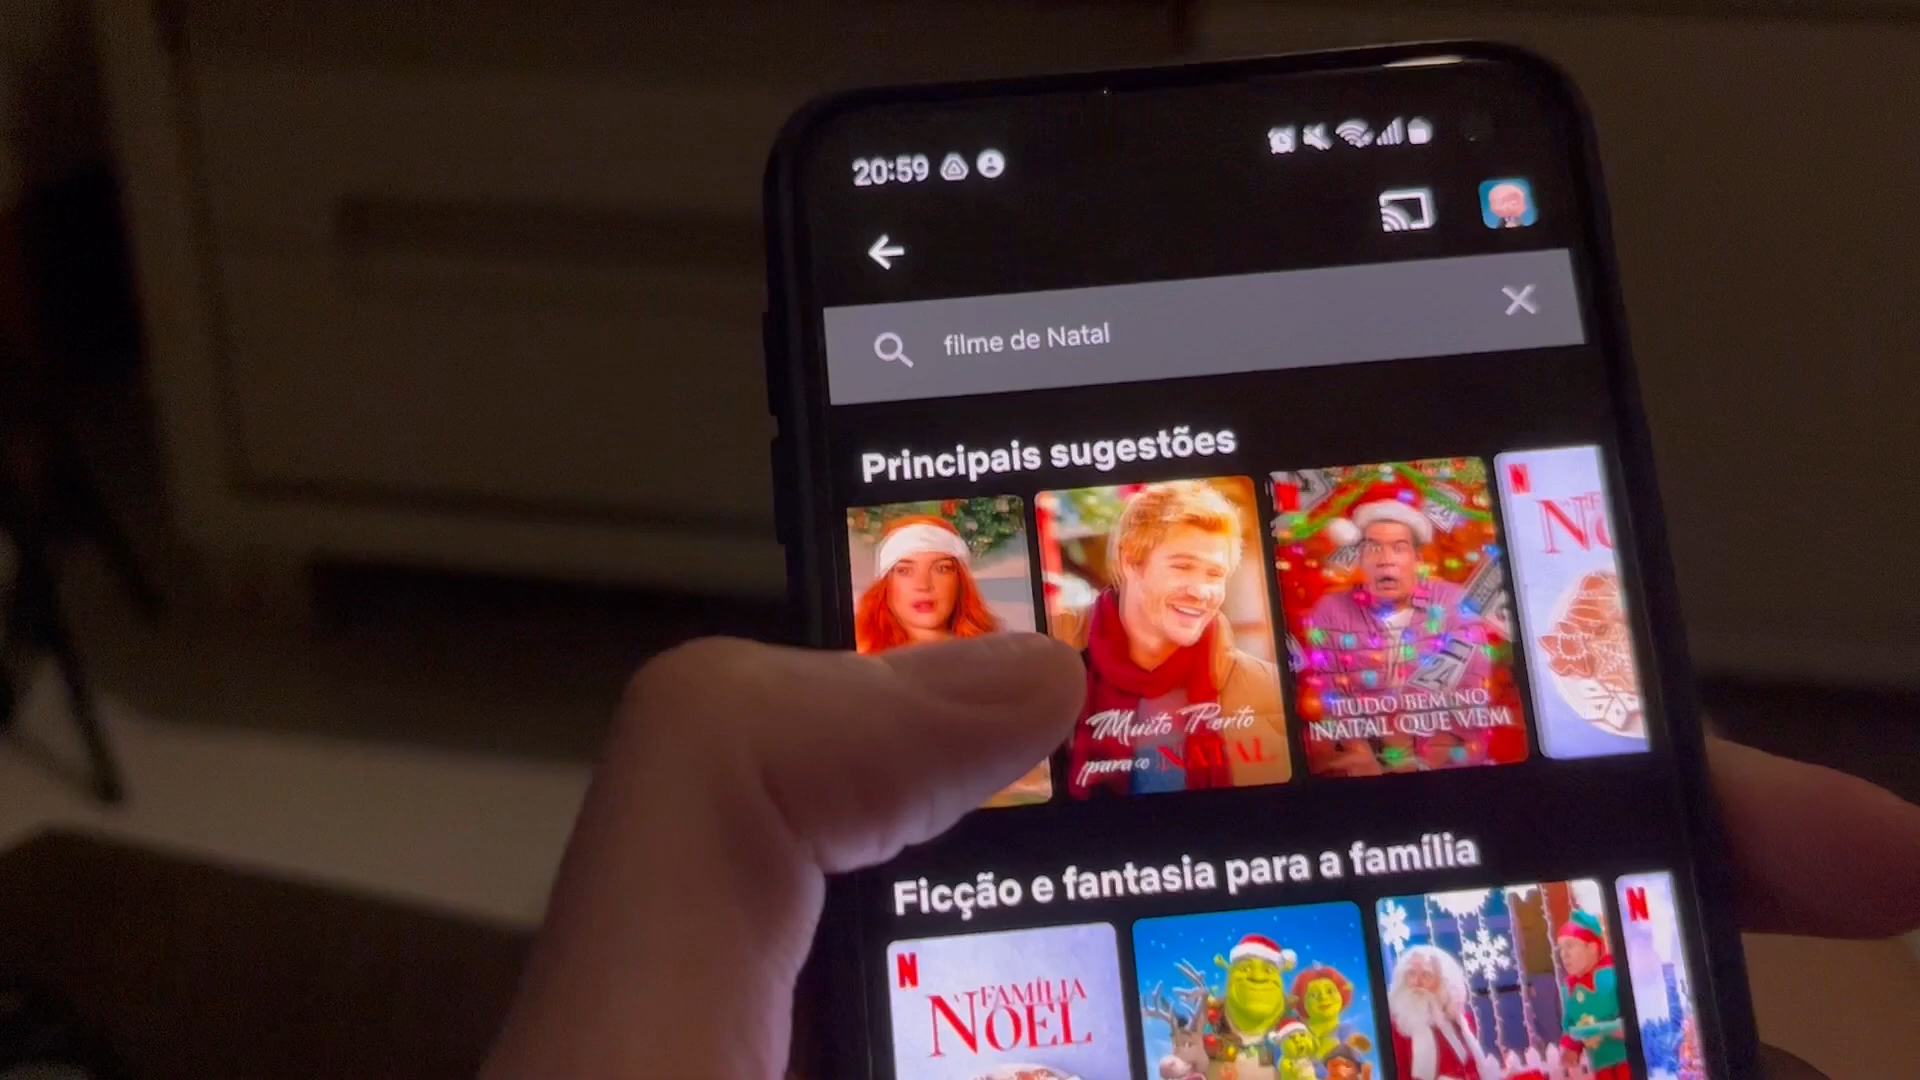 20:59
filme de Natal
Principais sugestões
Muito Perto
para o NATAL
TUDO BEM NO
NATAL QUE VEM
N
Ficção e fantasia para a família
N
FAMÍLIA
NOEL
N